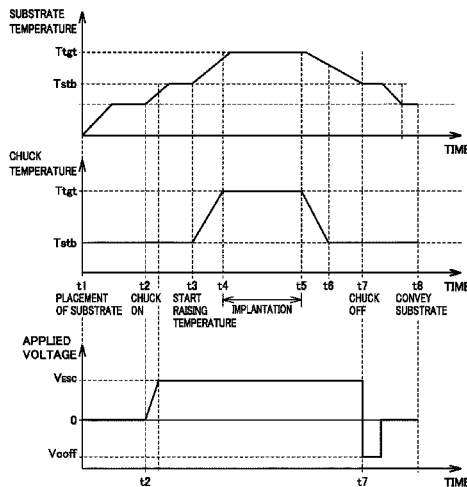 SUBSTRATE
TEMPERATURE
Ttgt
Tstb
TIME
CHUCK
TEMPERATURE
Ttgt
Tstb
t1 t2 t3 t4 t5 t6 t7 t8 TIME
PLACEMENT OF SUBSTRATE
CHUCK ON
START RAISING TEMPERATURE
IMPLANTATION
CHUCK OFF
CONVEY SUBSTRATE
APPLIED
VOLTAGE
VESC
0
Vcoff
t2 t7 TIME